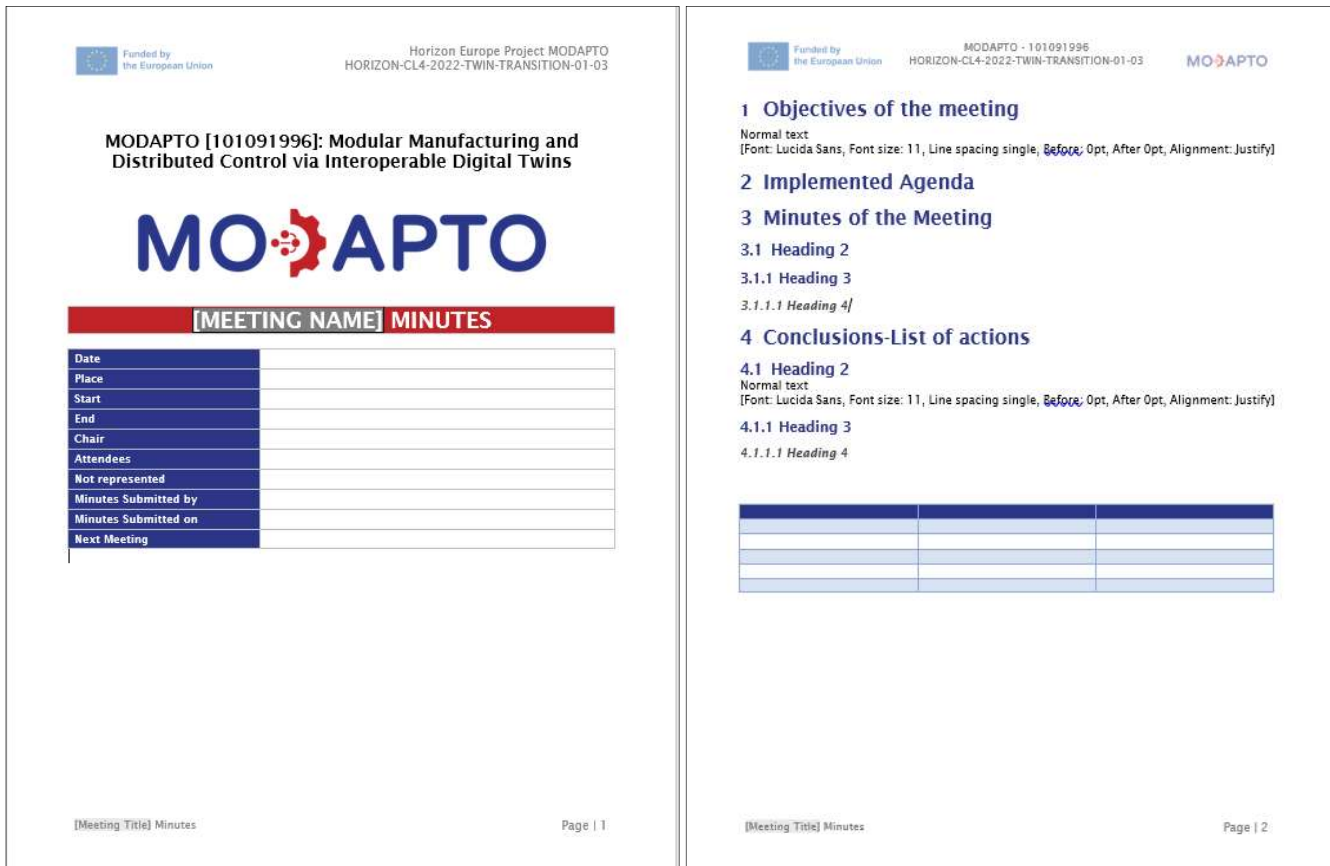 Funded by
the European Union
Horizon Europe Project MODAPTO
HORIZON-CL4-2022-TWIN-TRANSITION-01-03
MODAPTO [101091996]: Modular Manufacturing and
Distributed Control via Interoperable Digital Twins
MODAPTO
[MEETING NAME] MINUTES
Date
Place
Start
End
Chair
Attendees
Not represented
Minutes Submitted by
Minutes Submitted on
Next Meeting
[Meeting Title] Minutes
Page | 1
Funded by
the European Union
MODAPTO - 101091996
HORIZON-CL4-2022-TWIN-TRANSITION-01-03
MODAPTO
1 Objectives of the meeting
Normal text
[Font: Lucida Sans, Font size: 11, Line spacing single, Before: 0pt, After 0pt, Alignment: Justify]
2 Implemented Agenda
3 Minutes of the Meeting
3.1 Heading 2
3.1.1 Heading 3
3.1.1.1 Heading 4
4 Conclusions-List of actions
4.1 Heading 2
Normal text
[Font: Lucida Sans, Font size: 11, Line spacing single, Before: 0pt, After 0pt, Alignment: Justify]
4.1.1 Heading 3
4.1.1.1 Heading 4
[Meeting Title] Minutes
Page | 2